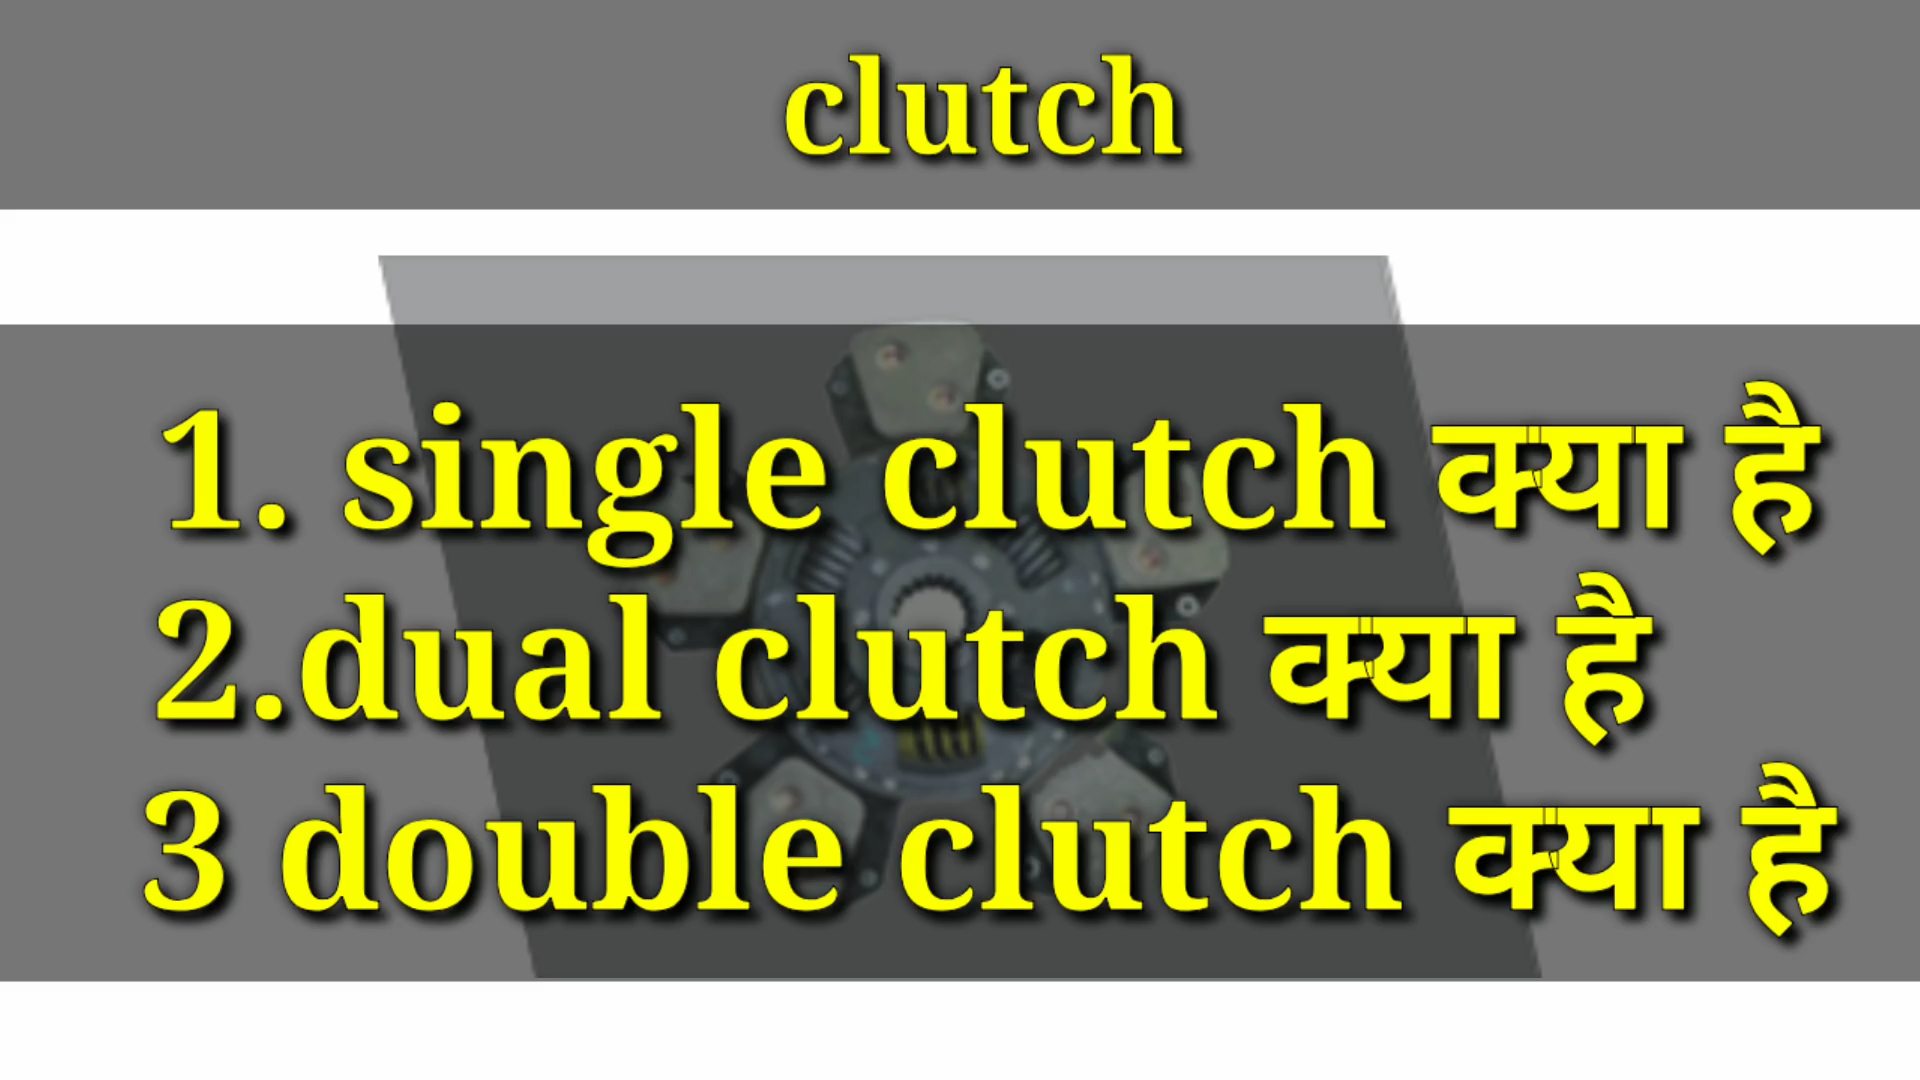 clutch
1. single clutch क्या है
2.dual clutch क्या है
3 double clutch क्या है